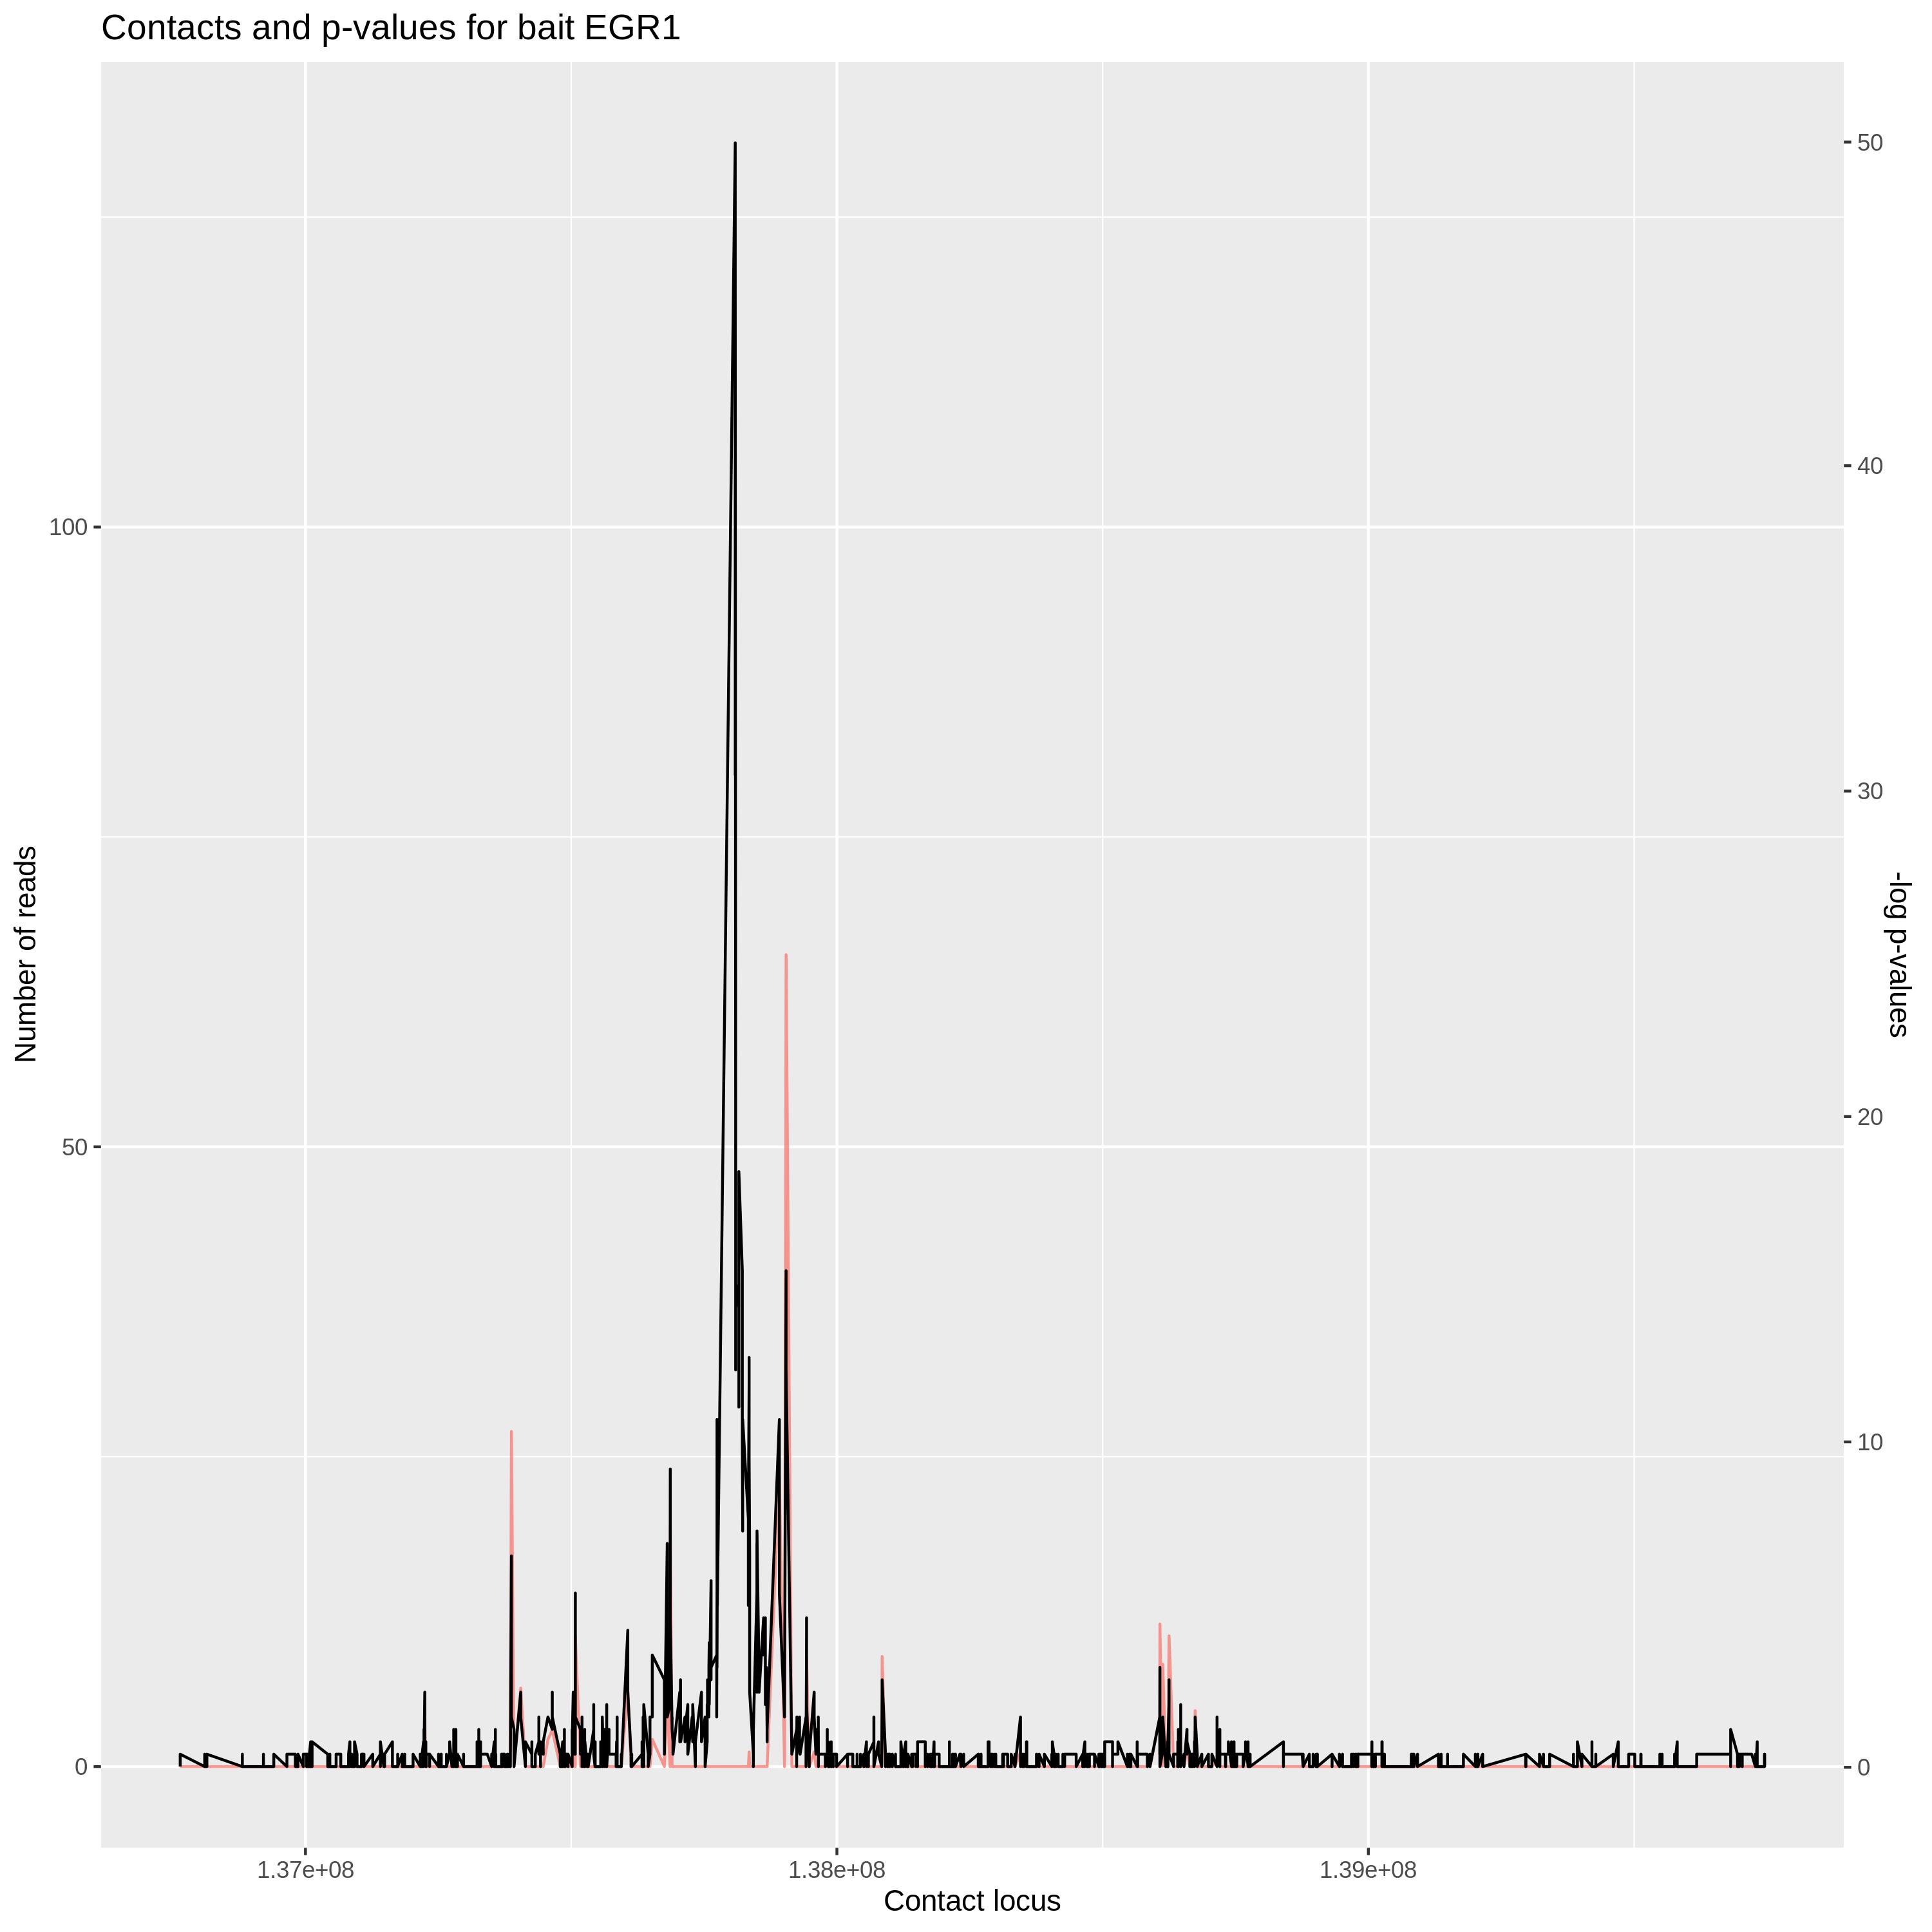 Contacts and p-values for bait EGR1
Number of reads
100
50
0
50
40
30
20
10
0
-log p-values
1.37e+08
1.38e+08
1.39e+08
Contact locus